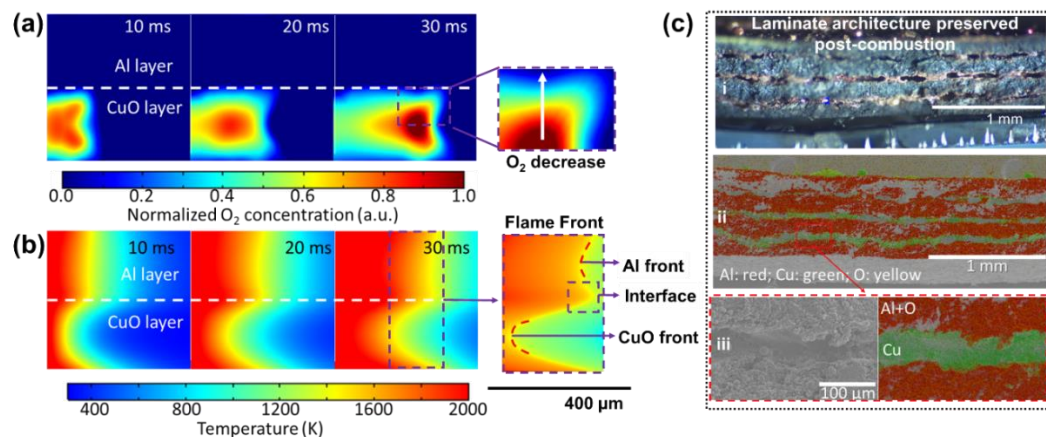 (a)
10 ms
20 ms
30 ms
Al layer
CuO layer
O₂ decrease
0.0 0.2 0.4 0.6 0.8 1.0
Normalized O₂ concentration (a.u.)
(b)
10 ms
20 ms
30 ms
Al layer
CuO layer
Flame Front
Al front
Interface
CuO front
400 800 1200 1600 2000
Temperature (K)
400 μm
(c)
Laminate architecture preserved
post-combustion
i
1 mm
ii
Al: red; Cu: green; O: yellow
1 mm
iii
100 μm
Al+O
Cu